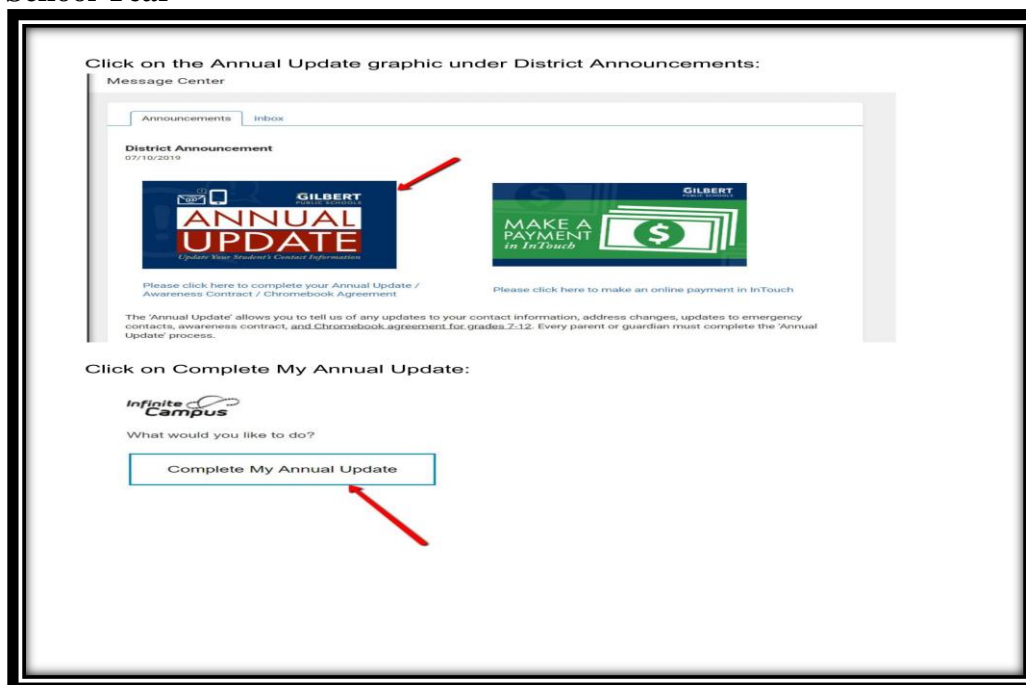 School Year
Click on the Annual Update graphic under District Announcements:
Message Center
Announcements Inbox
District Announcement
07/10/2019
GILBERT
PUBLIC SCHOOLS
ANNUAL
UPDATE
Update Your Student's Contact Information
Please click here to complete your Annual Update /
Awareness Contract / Chromebook Agreement
GILBERT
PUBLIC SCHOOLS
MAKE A
PAYMENT
in InTouch
$
Please click here to make an online payment in InTouch
The 'Annual Update' allows you to tell us of any updates to your contact information, address changes, updates to emergency
contacts, awareness contract, and Chromebook agreement for grades 7-12. Every parent or guardian must complete the 'Annual
Update' process.
Click on Complete My Annual Update:
Infinite
Campus
What would you like to do?
Complete My Annual Update